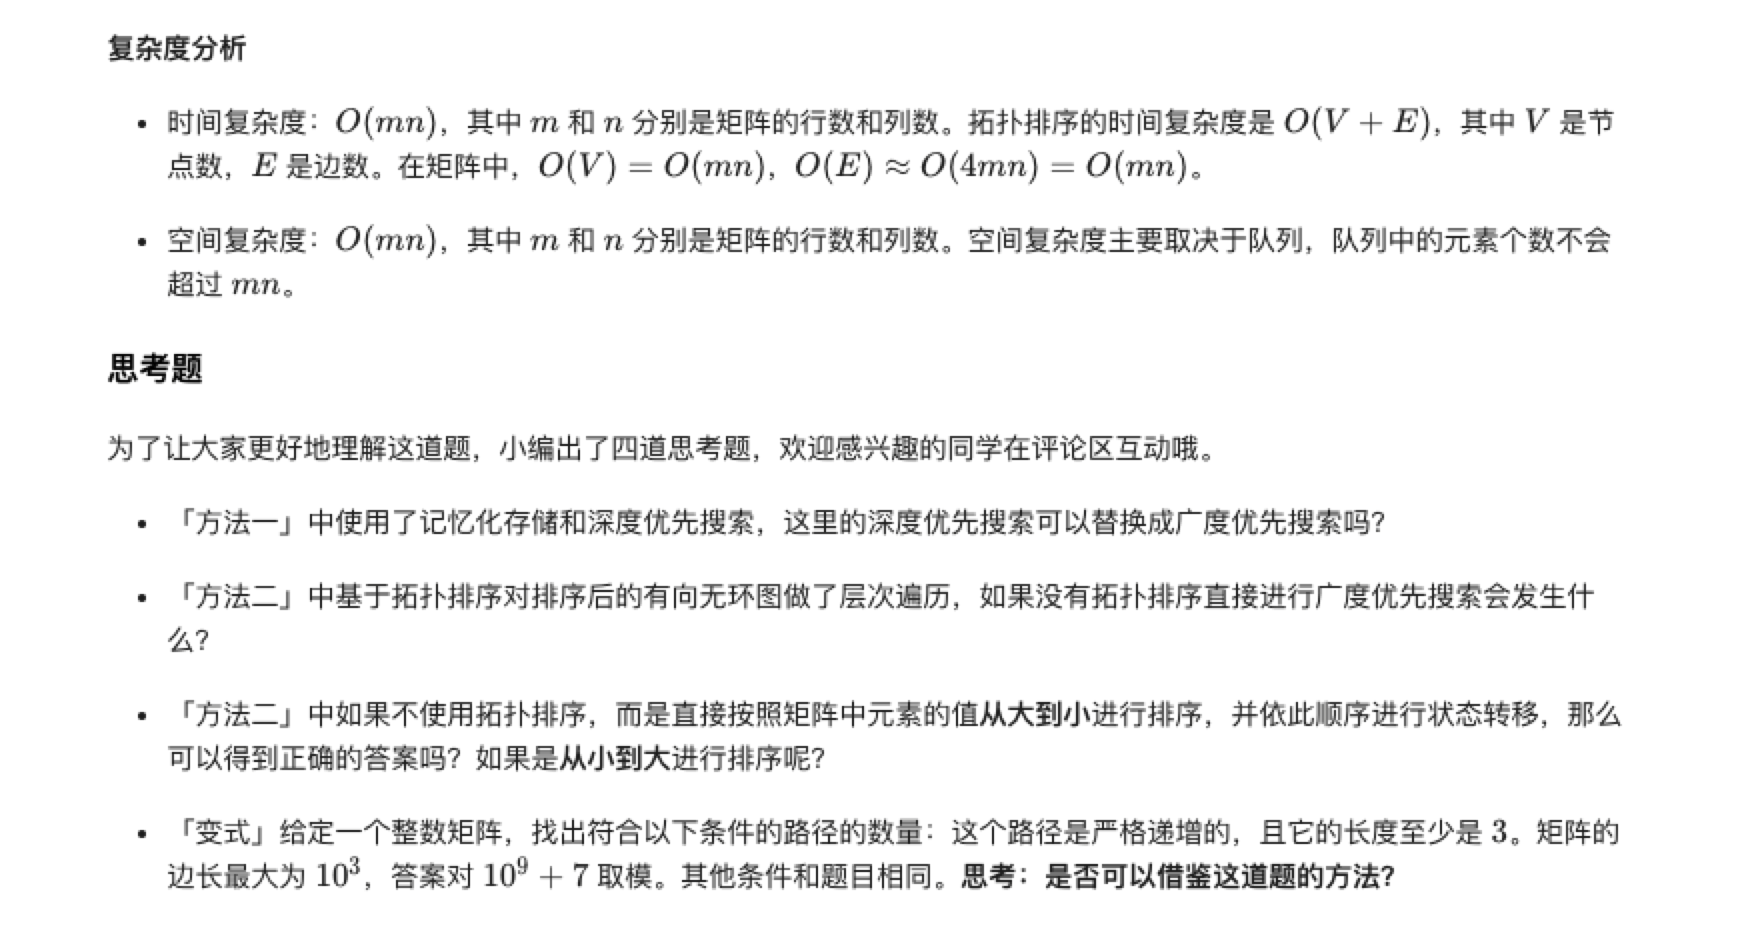 复杂度分析
• 时间复杂度：O(mn)，其中 m 和 n 分别是矩阵的行数和列数。拓扑排序的时间复杂度是 O(V + E)，其中 V 是节
点数，E 是边数。在矩阵中，O(V) = O(mn)，O(E) ≈ O(4mn) = O(mn)。
• 空间复杂度：O(mn)，其中 m 和 n 分别是矩阵的行数和列数。空间复杂度主要取决于队列，队列中的元素个数不会
超过 mn。
思考题
为了让大家更好地理解这道题，小编出了四道思考题，欢迎感兴趣的同学在评论区互动哦。
• 「方法一」中使用了记忆化存储和深度优先搜索，这里的深度优先搜索可以替换成广度优先搜索吗？
• 「方法二」中基于拓扑排序对排序后的有向无环图做了层次遍历，如果没有拓扑排序直接进行广度优先搜索会发生什
么？
• 「方法二」中如果不使用拓扑排序，而是直接按照矩阵中元素的值从大到小进行排序，并依此顺序进行状态转移，那么
可以得到正确的答案吗？如果是从小到大进行排序呢？
• 「变式」给定一个整数矩阵，找出符合以下条件的路径的数量：这个路径是严格递增的，且它的长度至少是 3。矩阵的
边长最大为 10³，答案对 10⁹ + 7 取模。其他条件和题目相同。思考：是否可以借鉴这道题的方法？